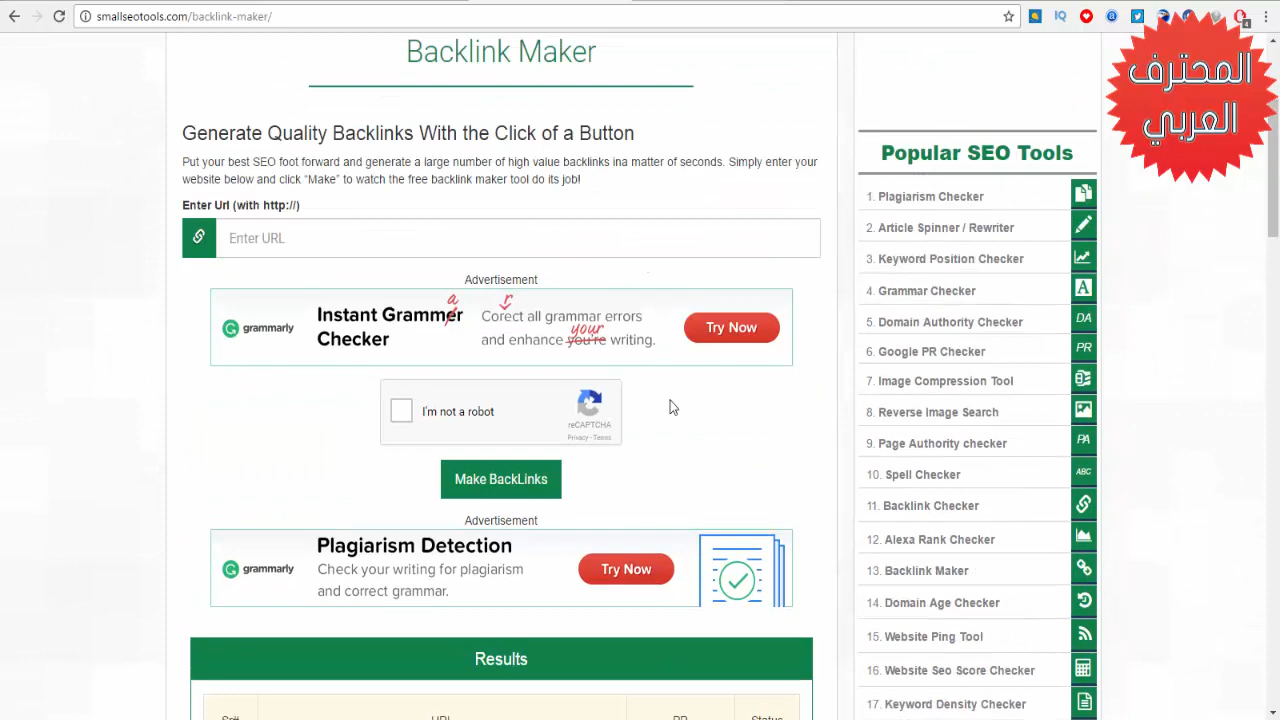 smallseotools.com/backlink-maker/
4
المحترف
العربي
Backlink Maker
Generate Quality Backlinks With the Click of a Button
Put your best SEO foot forward and generate a large number of high value backlinks ina matter of seconds. Simply enter your
website below and click “Make” to watch the free backlink maker tool do its job!
Enter Url (with http://)
Enter URL
Advertisement
grammarly
Instant Grammer a
Checker
Corect r all grammar errors
and enhance you're your writing.
Try Now
I'm not a robot
reCAPTCHA
Privacy - Terms
Make BackLinks
Advertisement
grammarly
Plagiarism Detection
Check your writing for plagiarism
and correct grammar.
Try Now
Results
Sr#
URL
PR
Status
Popular SEO Tools
1. Plagiarism Checker
2. Article Spinner / Rewriter
3. Keyword Position Checker
4. Grammar Checker
A
5. Domain Authority Checker
DA
6. Google PR Checker
PR
7. Image Compression Tool
8. Reverse Image Search
9. Page Authority checker
PA
10. Spell Checker
ABC
11. Backlink Checker
12. Alexa Rank Checker
13. Backlink Maker
14. Domain Age Checker
15. Website Ping Tool
16. Website Seo Score Checker
17. Keyword Density Checker